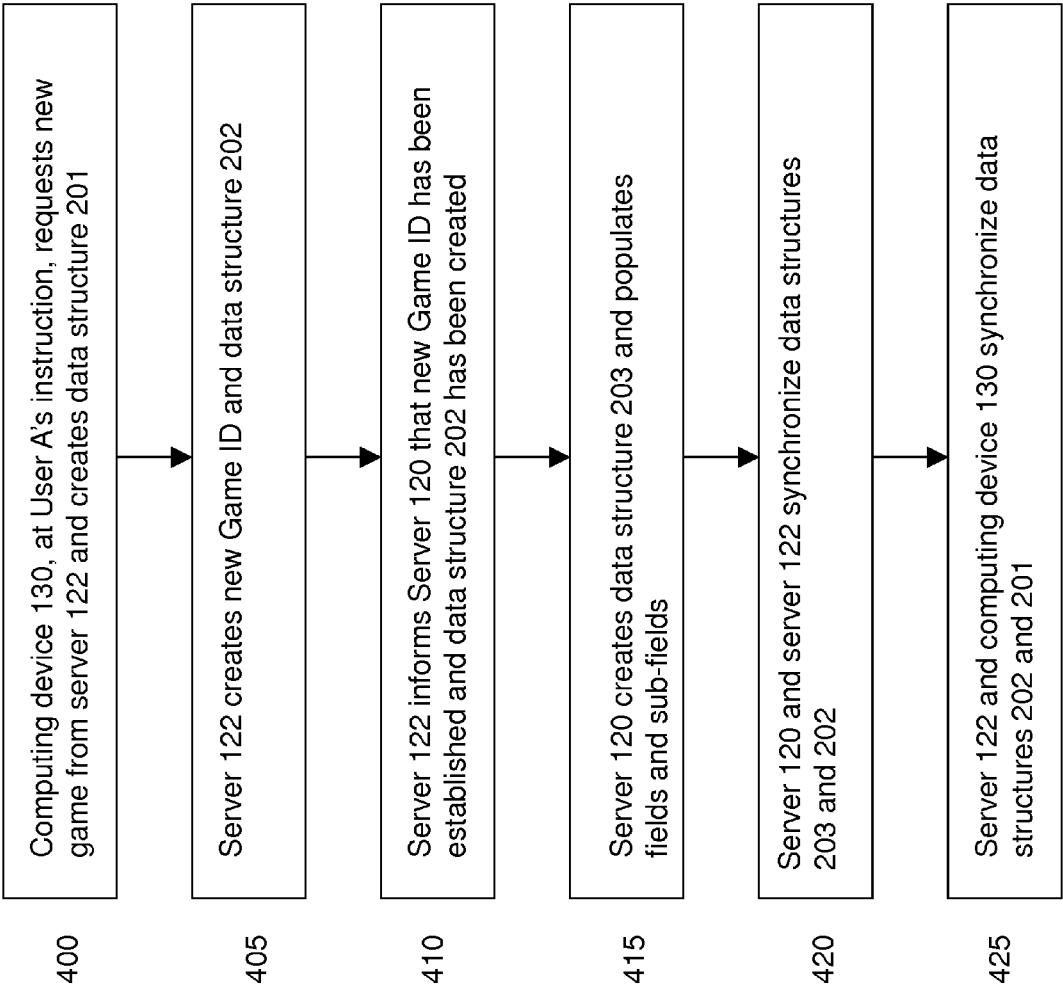 400
Computing device 130, at User A's instruction, requests new
game from server 122 and creates data structure 201
405
Server 122 creates new Game ID and data structure 202
410
Server 122 informs Server 120 that new Game ID has been
established and data structure 202 has been created
415
Server 120 creates data structure 203 and populates
fields and sub-fields
420
Server 120 and server 122 synchronize data structures
203 and 202
425
Server 122 and computing device 130 synchronize data
structures 202 and 201